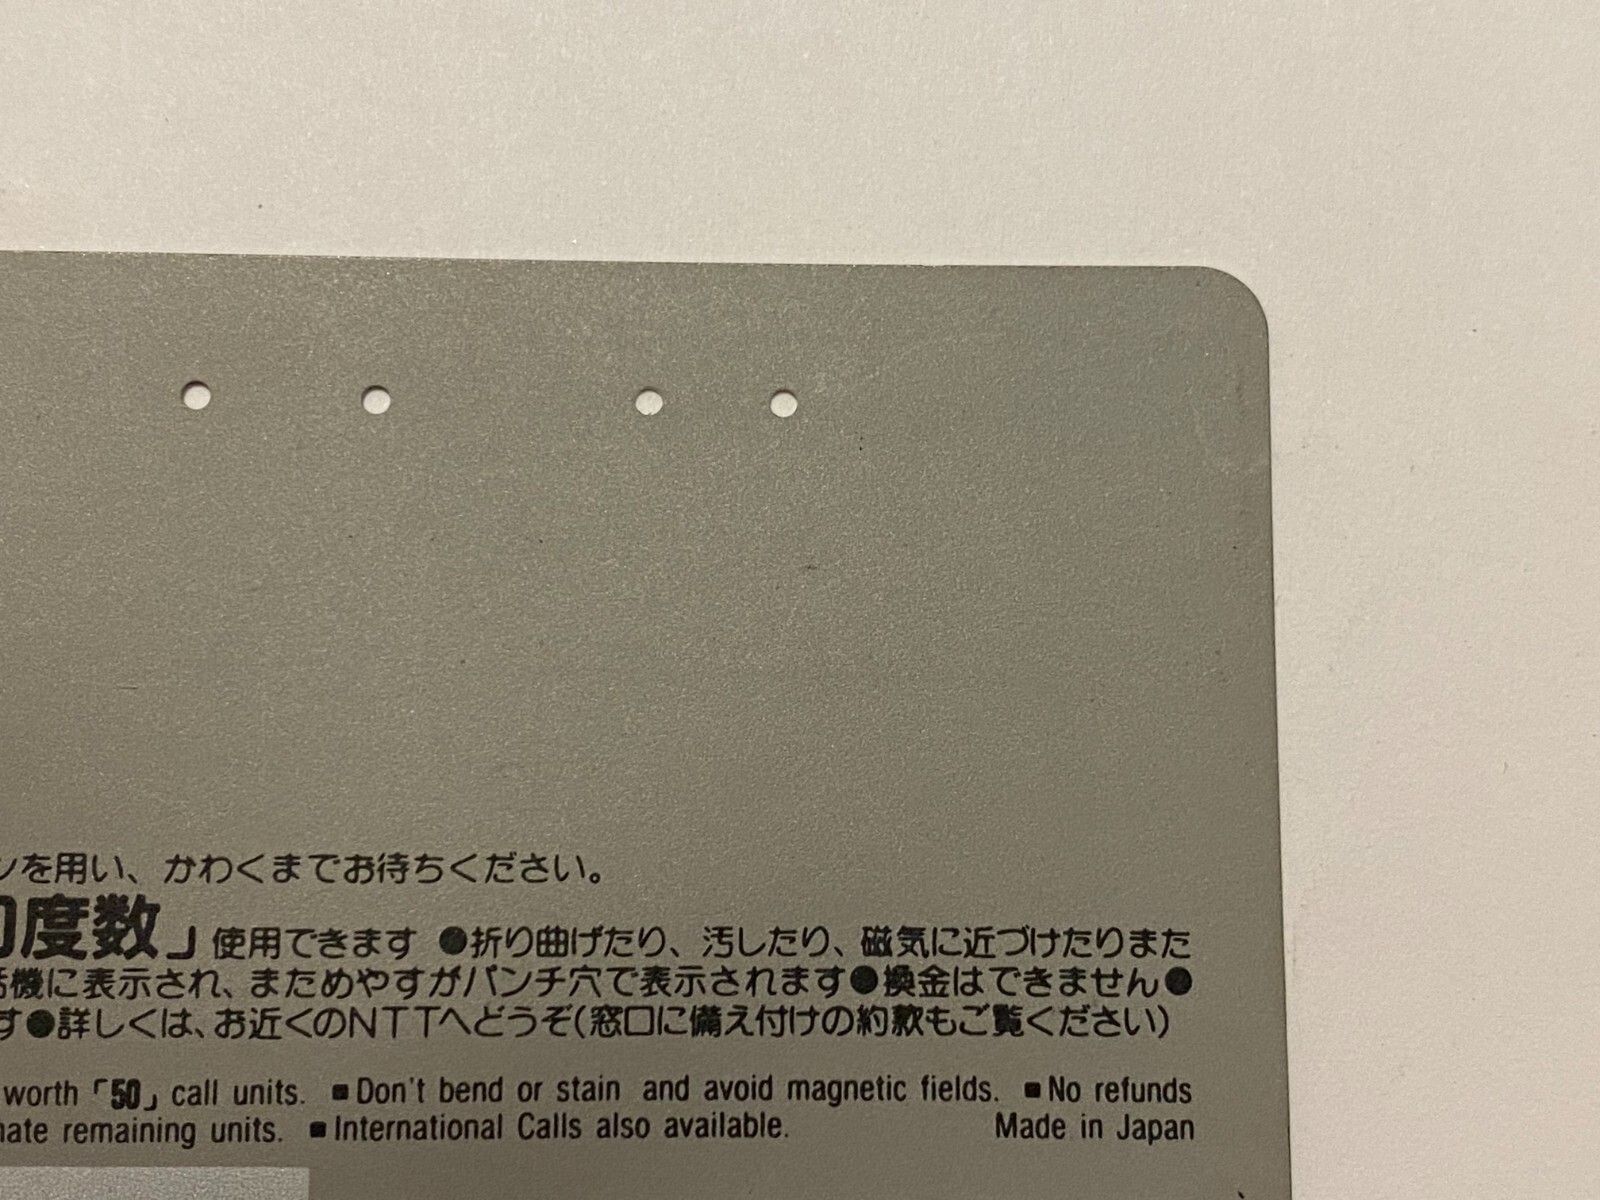 ンを用い、かわくまでお待ちください。
度数」使用できます ●折り曲げたり、汚したり、磁気に近づけたりまた
機に表示され、まためやすがパンチ穴で表示されます●換金はできません●
す●詳しくは、お近くのNTTへどうぞ(窓口に備え付けの約款もご覧ください)
worth「50」call units. ■Don't bend or stain and avoid magnetic fields. ■No refunds
remaining units. ■International Calls also available. Made in Japan